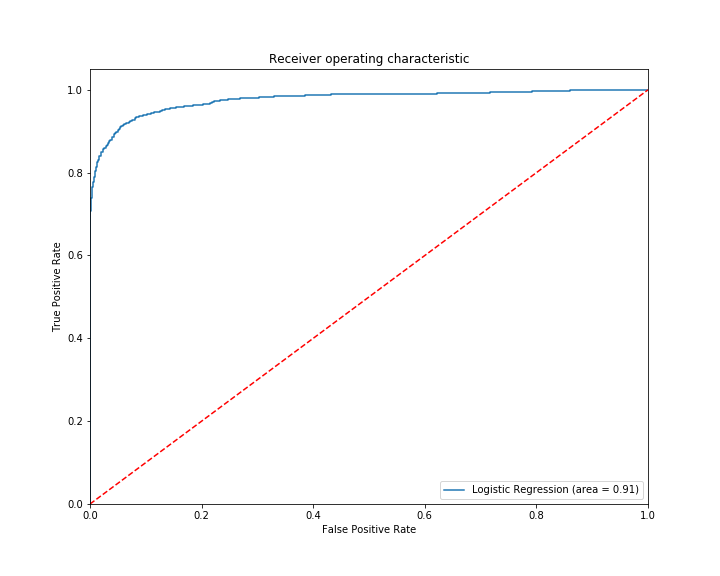 Receiver operating characteristic
True Positive Rate
1.0
0.8
0.6
0.4
0.2
0.0
Logistic Regression (area = 0.91)
0.0 0.2 0.4 0.6 0.8 1.0
False Positive Rate